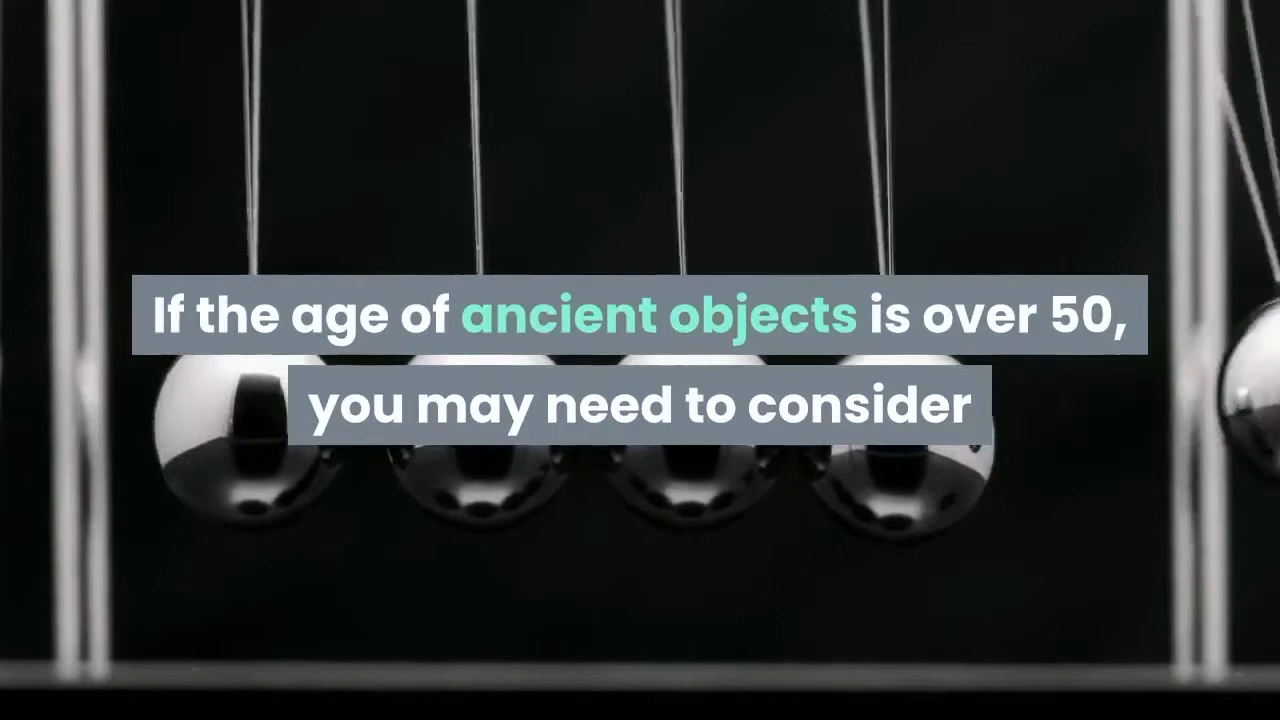 If the age of ancient objects is over 50,
you may need to consider